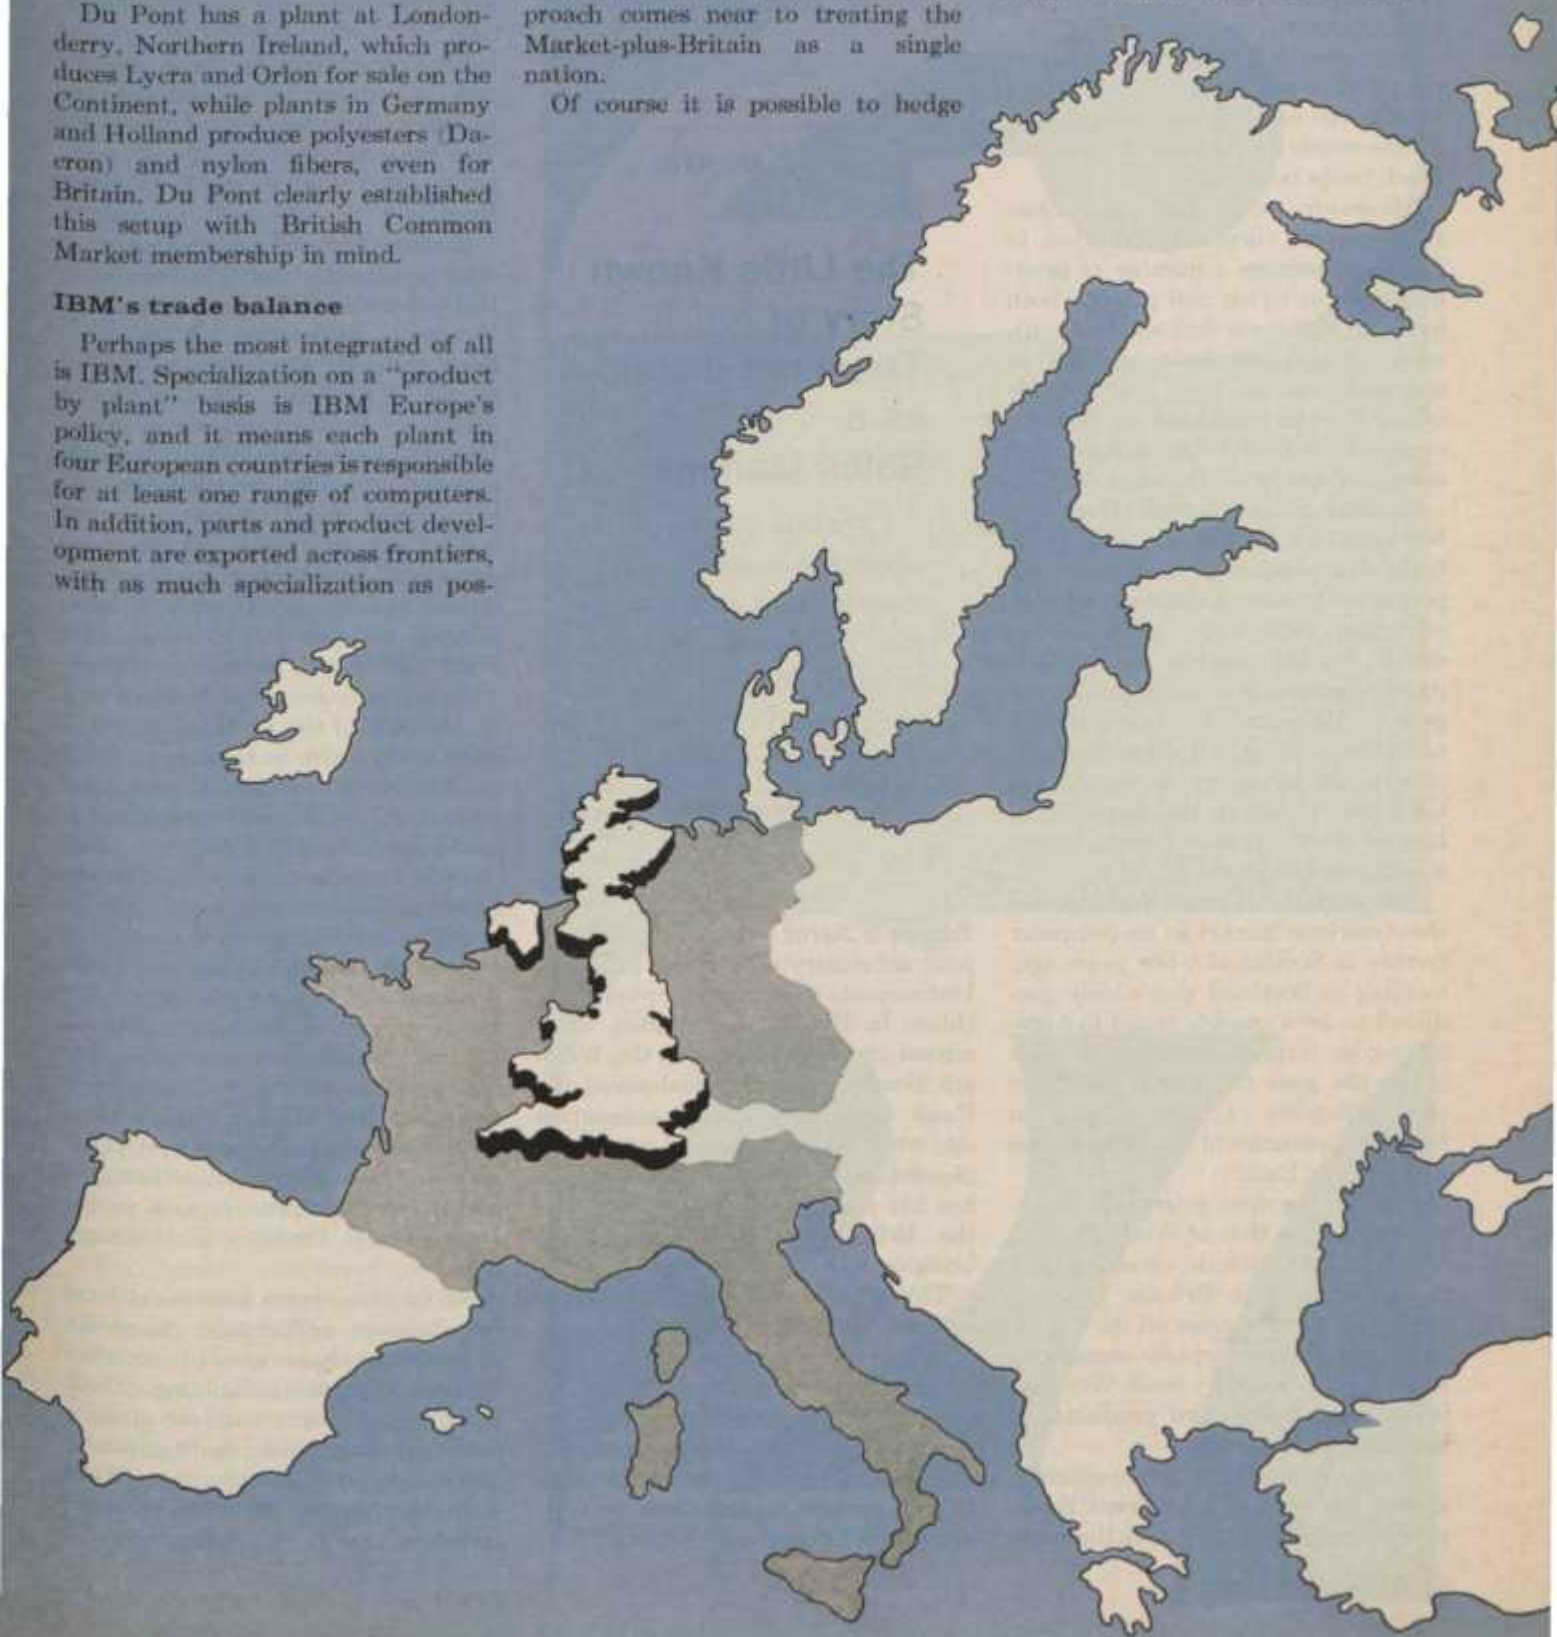 Du Pont has a plant at London-
derry, Northern Ireland, which pro-
duces Lycra and Orlon for sale on the
Continent, while plants in Germany
and Holland produce polyesters (Da-
cron) and nylon fibers, even for
Britain. Du Pont clearly established
this setup with British Common
Market membership in mind.
IBM's trade balance
Perhaps the most integrated of all
is IBM. Specialization on a "product
by plant" basis is IBM Europe's
policy, and it means each plant in
four European countries is responsible
for at least one range of computers.
In addition, parts and product devel-
opment are exported across frontiers,
with as much specialization as pos-
proach comes near to treating the
Market-plus-Britain as a single
nation.
Of course it is possible to hedge